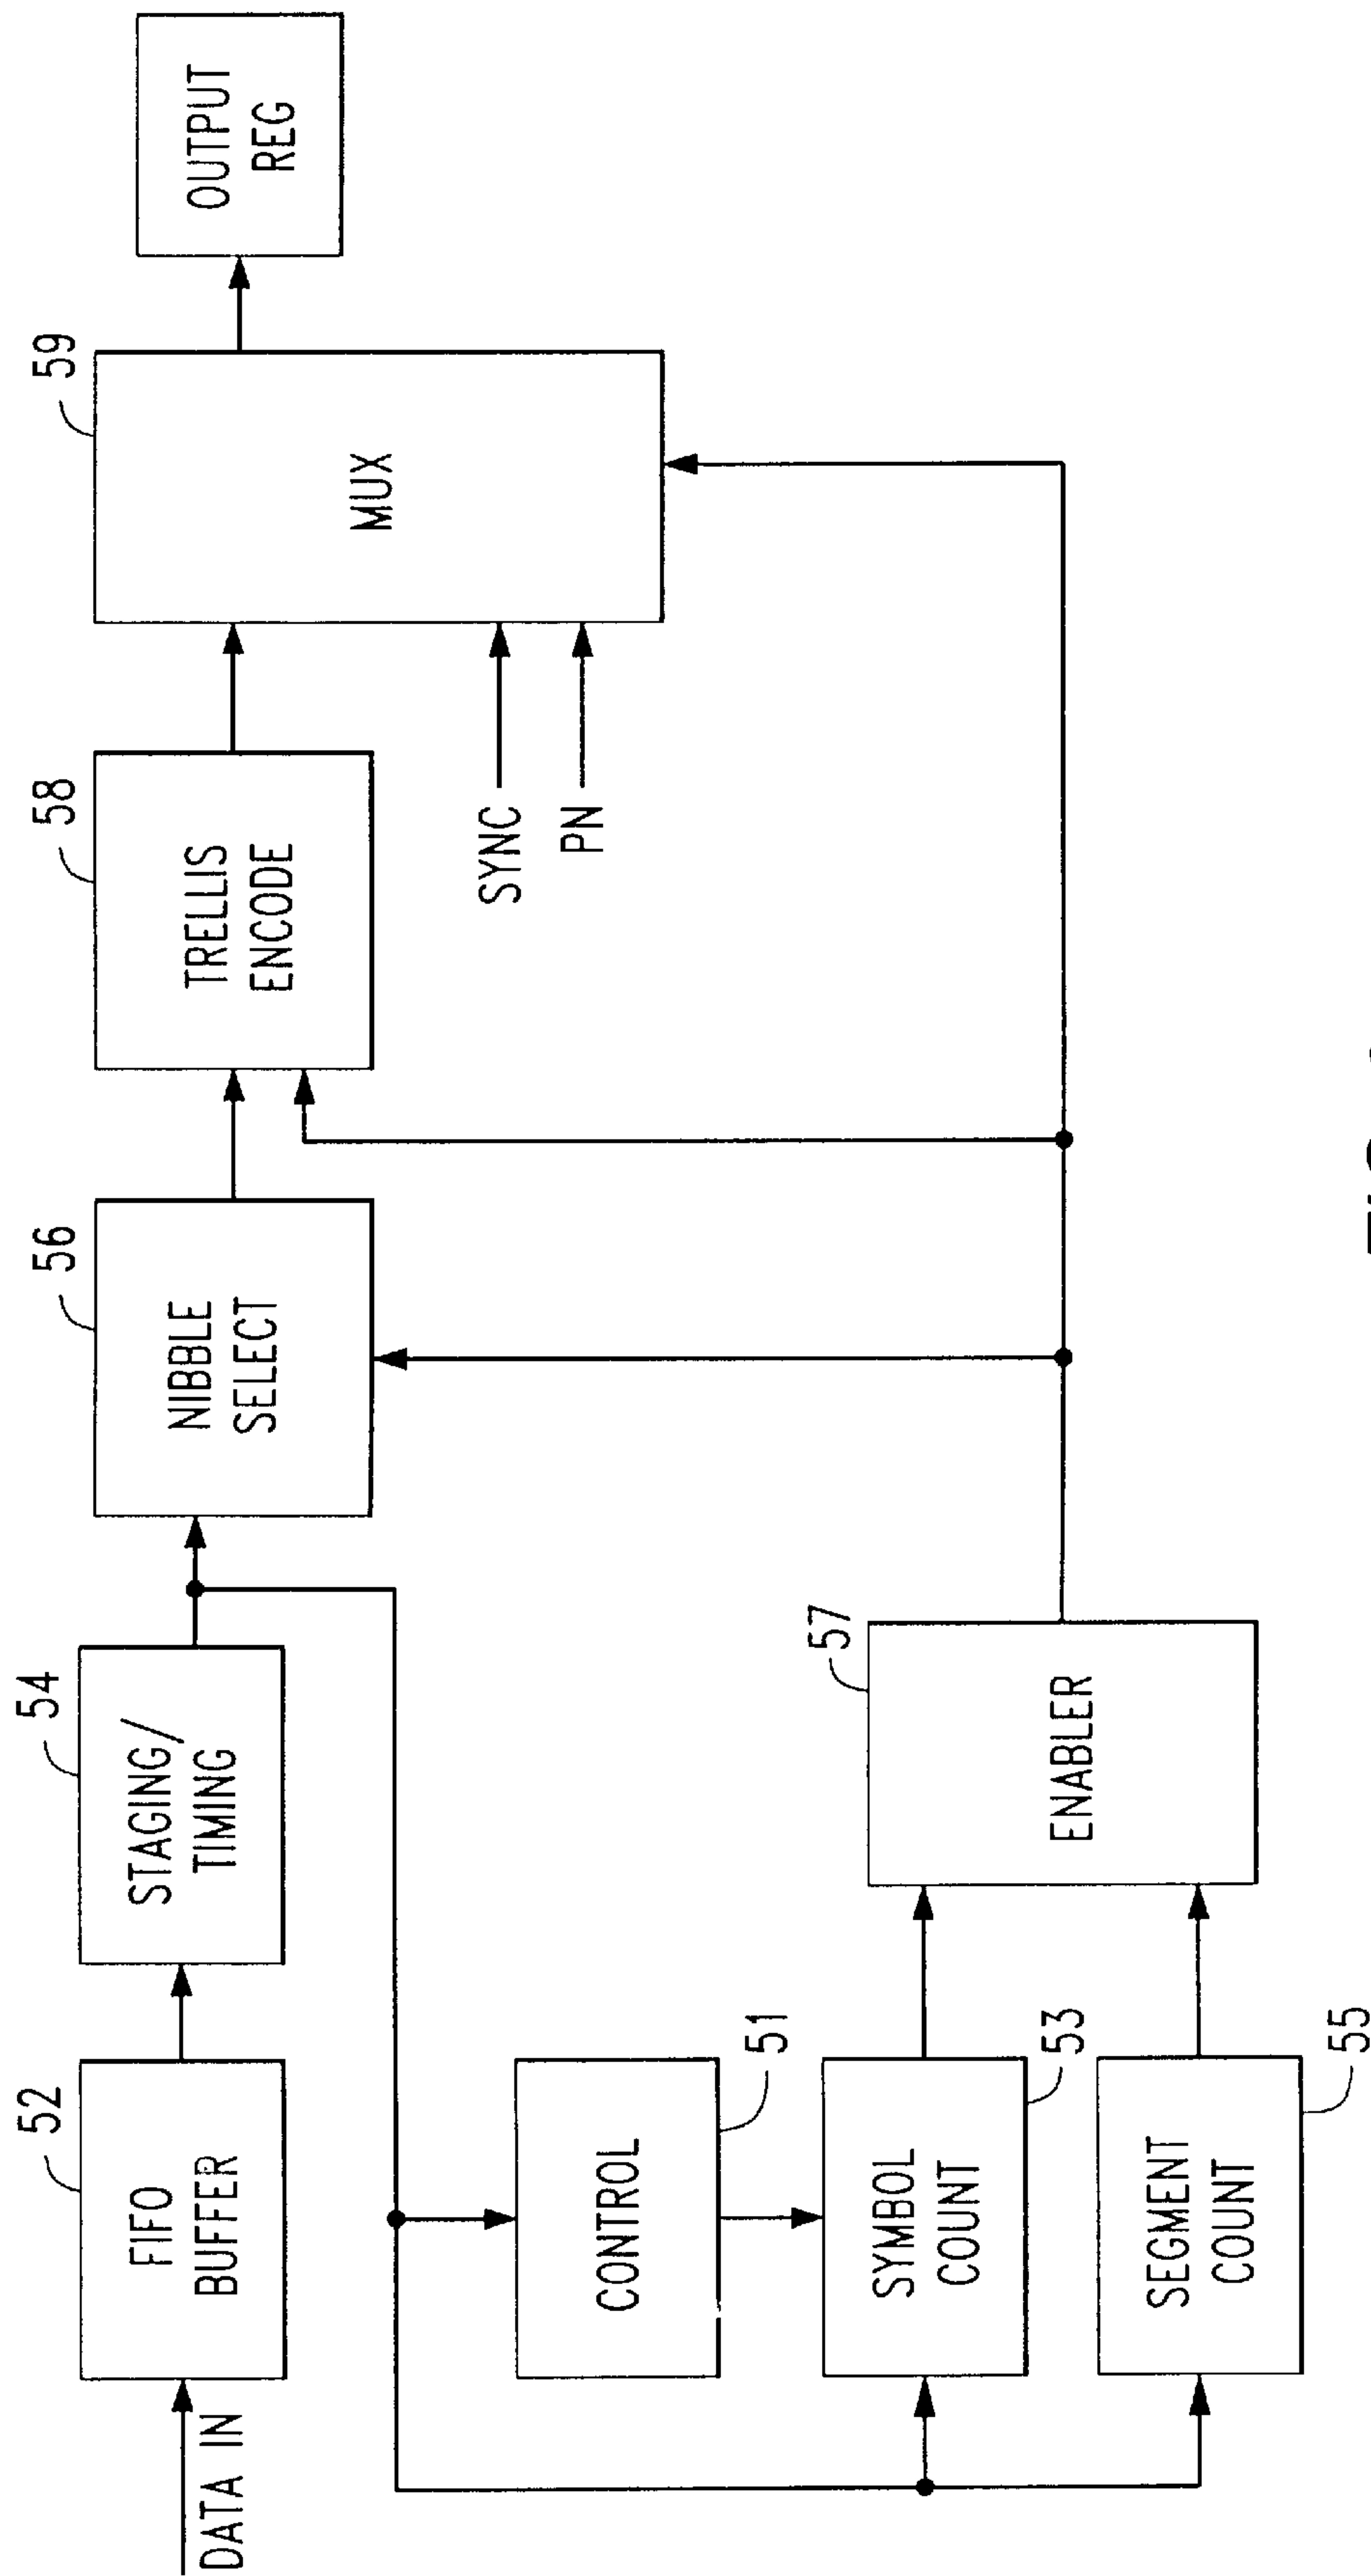 DATA IN
52
FIFO
BUFFER
54
STAGING/
TIMING
56
NIBBLE
SELECT
58
TRELLIS
ENCODE
SYNC
PN
59
MUX
OUTPUT
REG
CONTROL
51
SYMBOL
COUNT
53
SEGMENT
COUNT
55
57
ENABLER